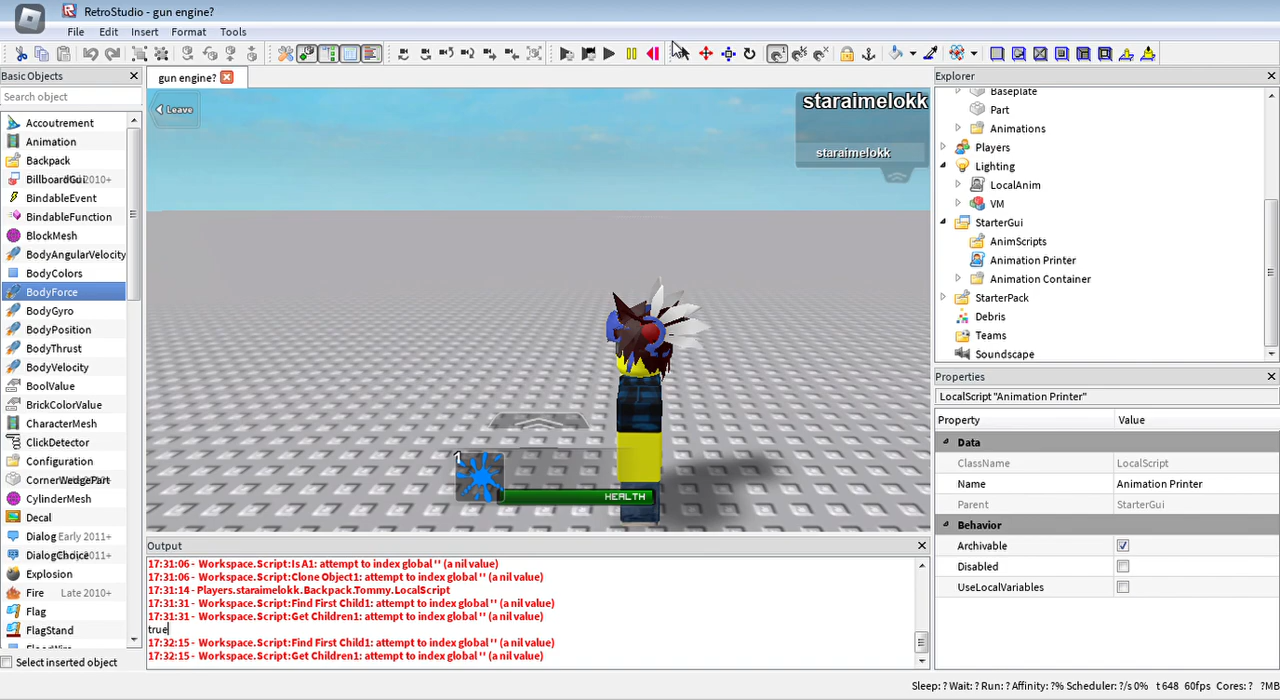 RetroStudio - gun engine?
File Edit Insert Format Tools
Basic Objects
Search objects
Accoutrement
Animation
Backpack
BillboardGui 2010+
BindableEvent
BindableFunction
BlockMesh
BodyAngularVelocity
BodyColors
BodyForce
BodyGyro
BodyPosition
BodyThrust
BodyVelocity
BoolValue
BrickColorValue
CharacterMesh
ClickDetector
Configuration
CornerWedgePart
CylinderMesh
Decal
Dialog Early 2011+
DialogChoice 2011+
Explosion
Fire Late 2010+
Flag
FlagStand
Select inserted object
gun engine?
Leave
staraimelokk
staraimelokk
1
HEALTH
Output
17:31:06 - Workspace.Script:Is A1: attempt to index global '' (a nil value)
17:31:06 - Workspace.Script:Clone Object1: attempt to index global '' (a nil value)
17:31:14 - Players.staraimelokk.Backpack.Tommy.LocalScript
17:31:31 - Workspace.Script:Find First Child1: attempt to index global '' (a nil value)
17:31:31 - Workspace.Script:Get Children1: attempt to index global '' (a nil value)
true
17:32:15 - Workspace.Script:Find First Child1: attempt to index global '' (a nil value)
17:32:15 - Workspace.Script:Get Children1: attempt to index global '' (a nil value)
Explorer
Baseplate
Part
Animations
Players
Lighting
LocalAnim
VM
StarterGui
AnimScripts
Animation Printer
Animation Container
StarterPack
Debris
Teams
Soundscape
Properties
LocalScript "Animation Printer"
Property Value
Data
ClassName LocalScript
Name Animation Printer
Parent StarterGui
Behavior
Archivable
Disabled
UseLocalVariables
Sleep: ? Wait: ? Run: ? Affinity: ?% Scheduler: ?/s 0% t 648 60fps Cores: ? ?MB